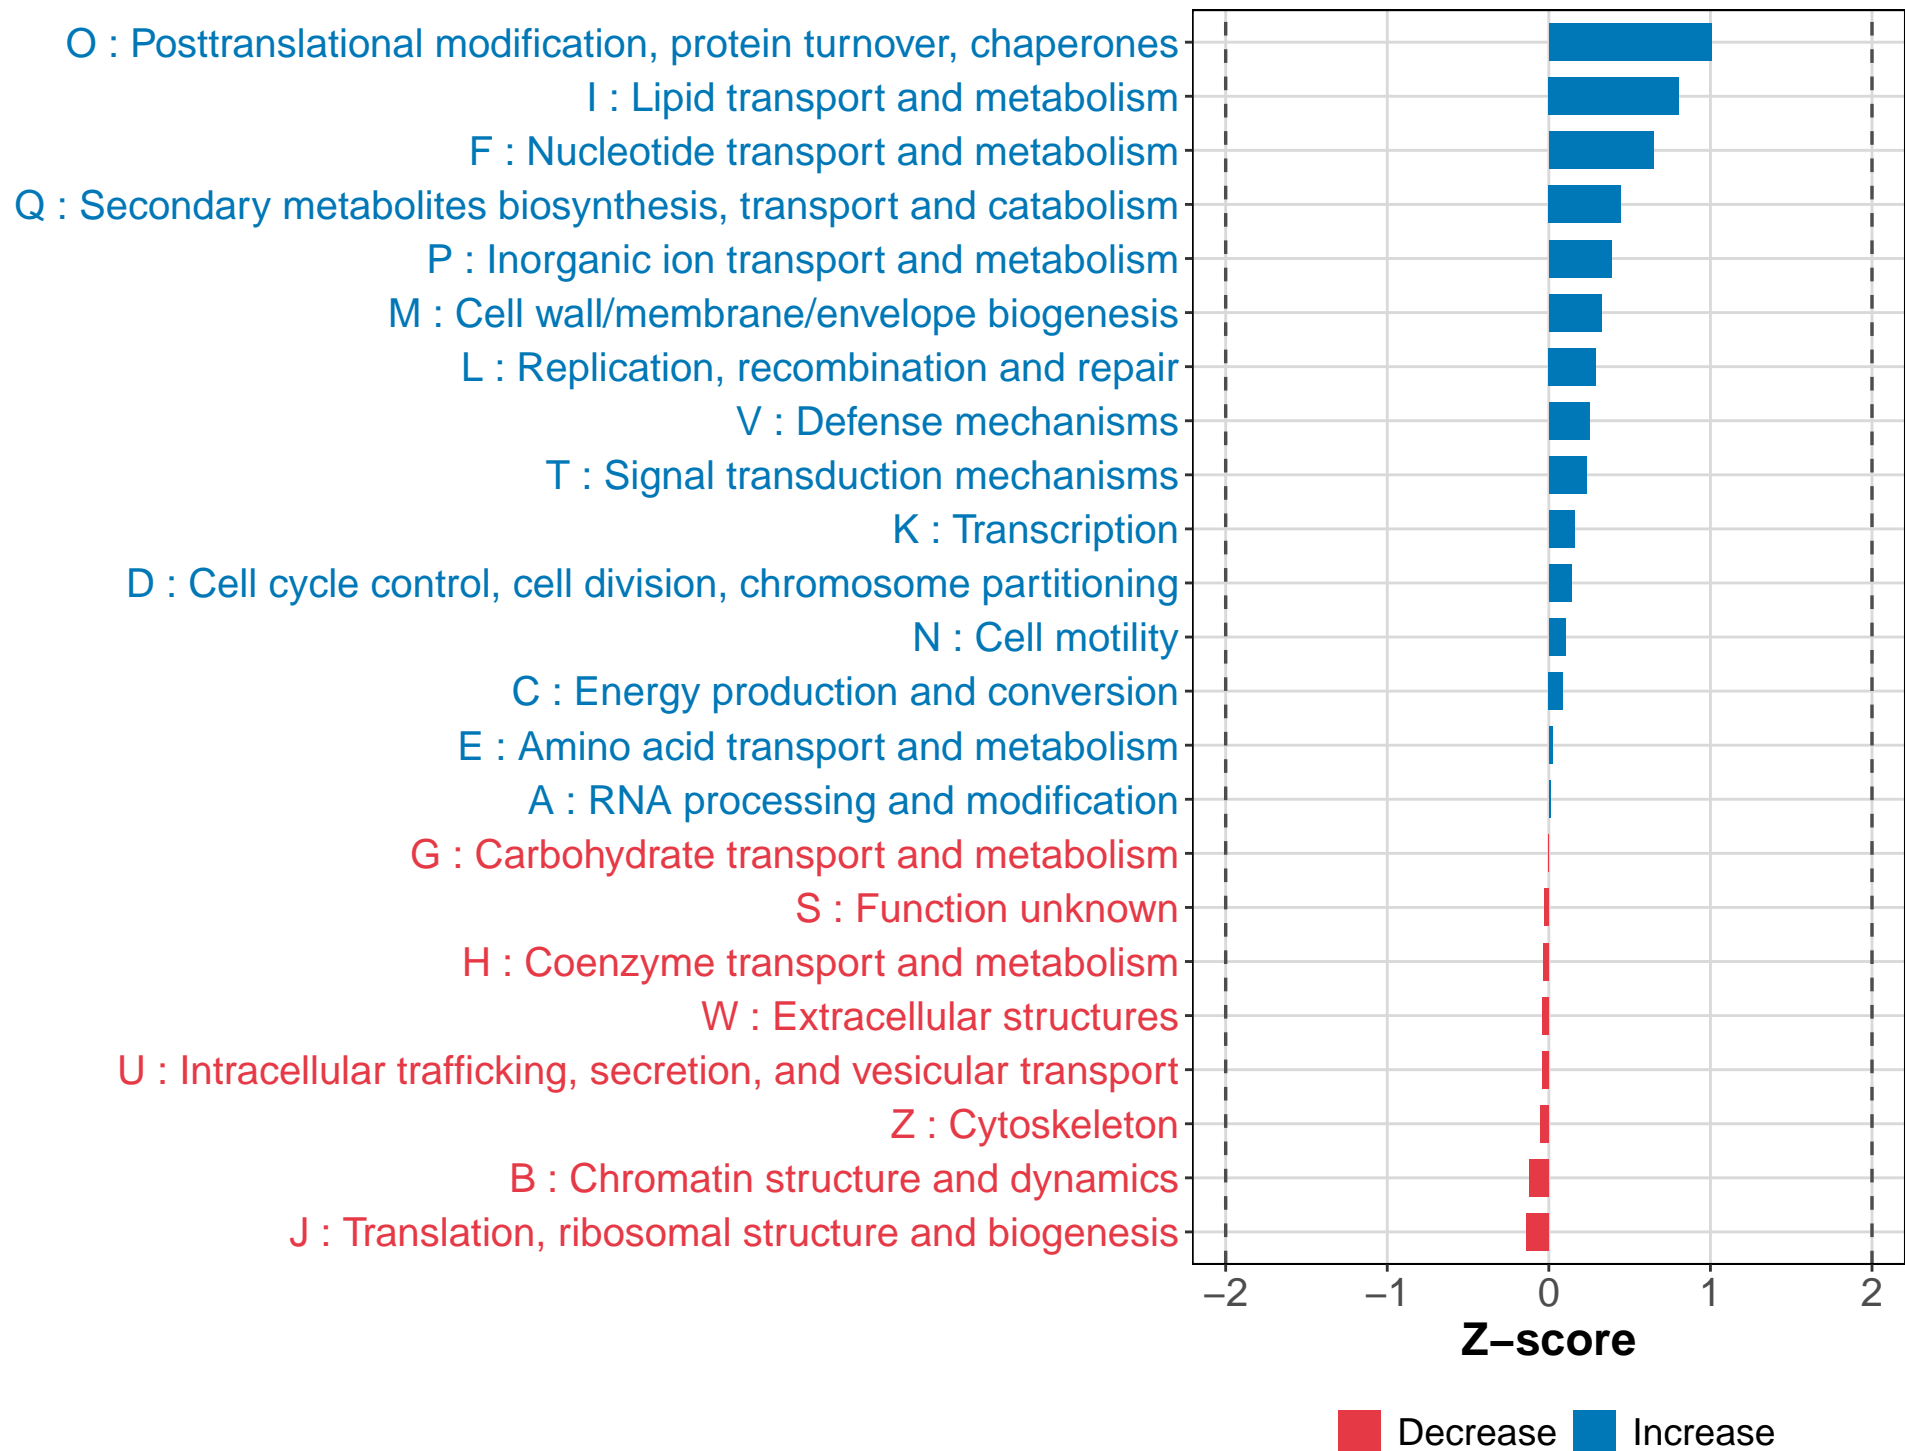 O : Posttranslational modification, protein turnover, chaperones
I : Lipid transport and metabolism
F : Nucleotide transport and metabolism
Q : Secondary metabolites biosynthesis, transport and catabolism
P : Inorganic ion transport and metabolism
M : Cell wall/membrane/envelope biogenesis
L : Replication, recombination and repair
V : Defense mechanisms
T : Signal transduction mechanisms
K : Transcription
D : Cell cycle control, cell division, chromosome partitioning
N : Cell motility
C : Energy production and conversion
E : Amino acid transport and metabolism
A : RNA processing and modification
G : Carbohydrate transport and metabolism
S : Function unknown
H : Coenzyme transport and metabolism
W : Extracellular structures
U : Intracellular trafficking, secretion, and vesicular transport
Z : Cytoskeleton
B : Chromatin structure and dynamics
J : Translation, ribosomal structure and biogenesis
−2 −1 0 1 2
Z−score
Decrease Increase